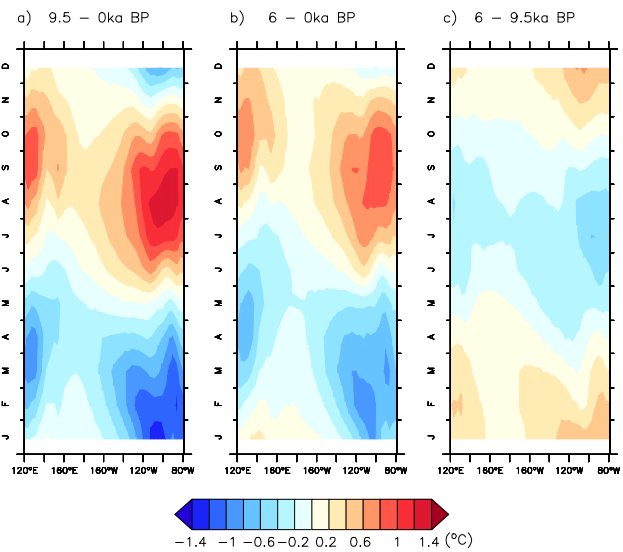 a) 9.5 – 0ka BP
b) 6 – 0ka BP
c) 6 – 9.5ka BP
D D D
N N N
O O O
S S S
A A A
J J J
J J J
M M M
A A A
M M M
F F F
J J J
120°E 160°E 160°W 120°W 80°W 120°E 160°E 160°W 120°W 80°W 120°E 160°E 160°W 120°W 80°W
-1.4 -1 -0.6 -0.2 0.2 0.6 1 1.4 (°C)